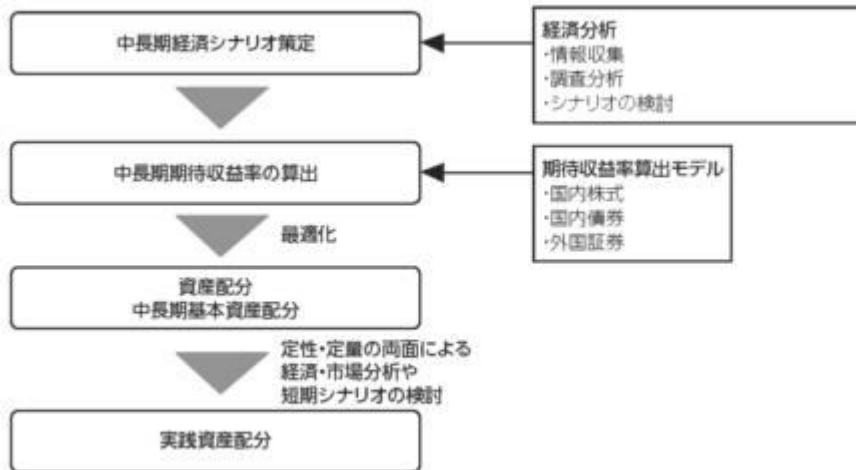 中長期経済シナリオ策定
経済分析
・情報収集
・調査分析
・シナリオの検討
中長期期待収益率の算出
期待収益率算出モデル
・国内株式
・国内債券
・外国証券
最適化
資産配分
中長期基本資産配分
定性・定量の両面による
経済・市場分析や
短期シナリオの検討
実践資産配分